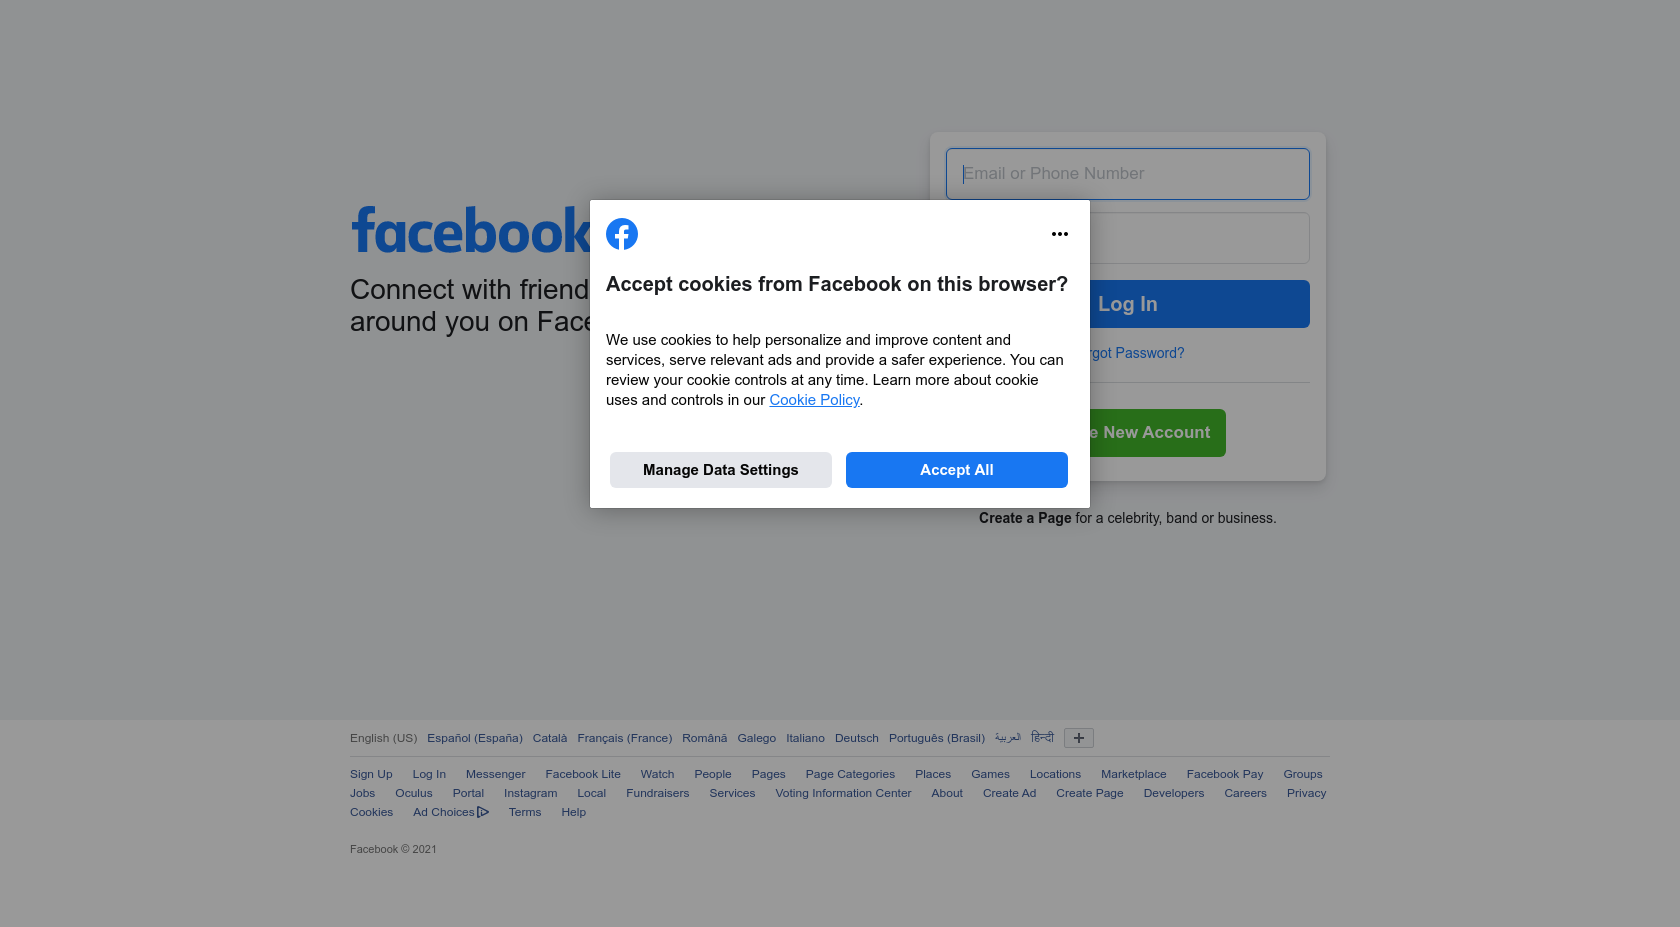 facebook
Connect with friend
around you on Face
Email or Phone Number
Log In
rgot Password?
e New Account
Create a Page for a celebrity, band or business.
Accept cookies from Facebook on this browser?
We use cookies to help personalize and improve content and
services, serve relevant ads and provide a safer experience. You can
review your cookie controls at any time. Learn more about cookie
uses and controls in our Cookie Policy.
Manage Data Settings
Accept All
English (US) Español (España) Català Français (France) Română Galego Italiano Deutsch Português (Brasil) العربية हिन्दी
Sign Up Log In Messenger Facebook Lite Watch People Pages Page Categories Places Games Locations Marketplace Facebook Pay Groups
Jobs Oculus Portal Instagram Local Fundraisers Services Voting Information Center About Create Ad Create Page Developers Careers Privacy
Cookies Ad Choices Terms Help
Facebook © 2021